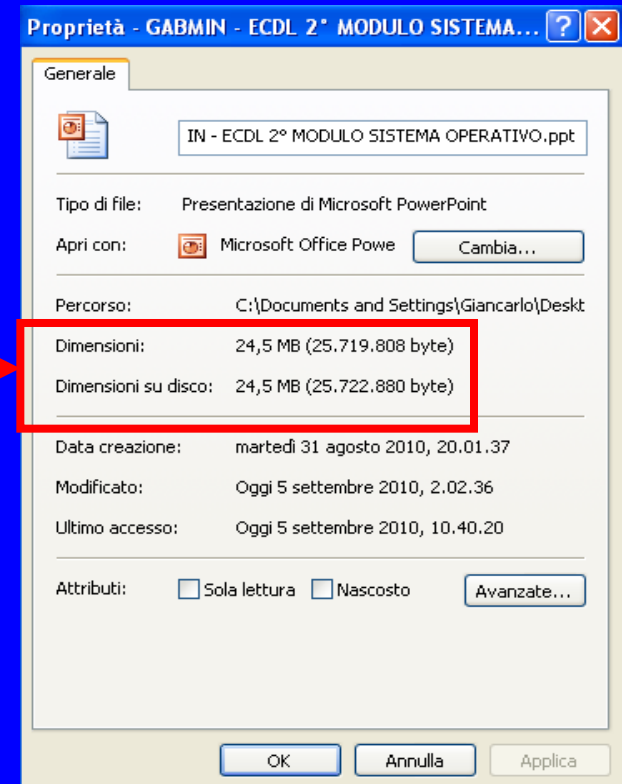 Proprietà - GABMIN - ECDL 2° MODULO SISTEMA...
Generale
IN - ECDL 2° MODULO SISTEMA OPERATIVO.ppt
Tipo di file: Presentazione di Microsoft PowerPoint
Apri con: Microsoft Office Powe Cambia...
Percorso: C:\Documents and Settings\Giancarlo\Deskt
Dimensioni: 24,5 MB (25.719.808 byte)
Dimensioni su disco: 24,5 MB (25.722.880 byte)
Data creazione: martedì 31 agosto 2010, 20.01.37
Modificato: Oggi 5 settembre 2010, 2.02.36
Ultimo accesso: Oggi 5 settembre 2010, 10.40.20
Attributi: Sola lettura Nascosto Avanzate...
OK Annulla Applica